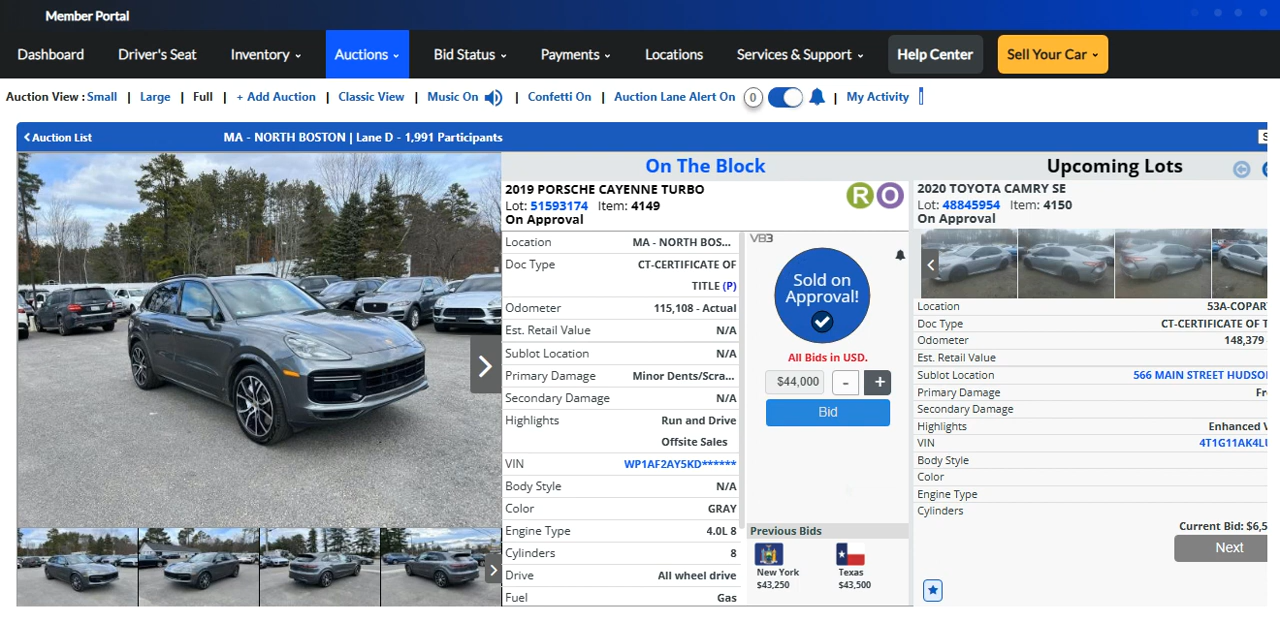 Member Portal
Dashboard Driver's Seat Inventory Auctions Bid Status Payments Locations Services & Support Help Center Sell Your Car
Auction View : Small | Large | Full | + Add Auction | Classic View | Music On | Confetti On | Auction Lane Alert On 0 | My Activity
Auction List MA - NORTH BOSTON | Lane D - 1,991 Participants
On The Block
2019 PORSCHE CAYENNE TURBO
Lot: 51593174 Item: 4149
On Approval
R O
Location MA - NORTH BOS...
Doc Type CT-CERTIFICATE OF
TITLE (P)
Odometer 115,108 - Actual
Est. Retail Value N/A
Sublot Location N/A
Primary Damage Minor Dents/Scra...
Secondary Damage N/A
Highlights Run and Drive
Offsite Sales
VIN WP1AF2AY5KD******
Body Style N/A
Color GRAY
Engine Type 4.0L 8
Cylinders 8
Drive All wheel drive
Fuel Gas
VB3
Sold on
Approval!
All Bids in USD.
$44,000 - +
Bid
Previous Bids
New York Texas
$43,250 $43,500
Upcoming Lots
2020 TOYOTA CAMRY SE
Lot: 48845954 Item: 4150
On Approval
Location 53A-COPAR
Doc Type CT-CERTIFICATE OF T
Odometer 148,379
Est. Retail Value
Sublot Location 566 MAIN STREET HUDSO
Primary Damage Fr
Secondary Damage
Highlights Enhanced V
VIN 4T1G11AK4LU
Body Style
Color
Engine Type
Cylinders
Current Bid: $6,5
Next